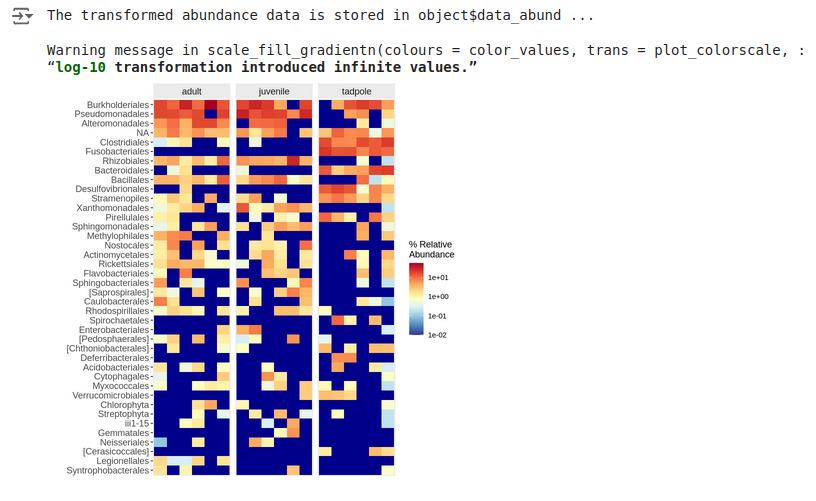 The transformed abundance data is stored in object$data_abund ...
Warning message in scale_fill_gradientn(colours = color_values, trans = plot_colorscale, :
“log-10 transformation introduced infinite values.”
adult juvenile tadpole
Burkholderiales
Pseudomonadales
Alteromonadales
NA
Clostridiales
Fusobacteriales
Rhizobiales
Bacteroidales
Bacillales
Desulfovibrionales
Stramenopiles
Xanthomonadales
Pirellulales
Sphingomonadales
Methylophilales
Nostocales
Actinomycetales
Rickettsiales
Flavobacteriales
Sphingobacteriales
[Saprospirales]
Caulobacterales
Rhodospirillales
Spirochaetales
Enterobacteriales
[Pedosphaerales]
[Chthoniobacterales]
Deferribacterales
Acidobacteriales
Cytophagales
Myxococcales
Verrucomicrobiales
Chlorophyta
Streptophyta
iii1-15
Gemmatales
Neisseriales
[Cerasicoccales]
Legionellales
Syntrophobacterales
% Relative
Abundance
1e+01
1e+00
1e-01
1e-02